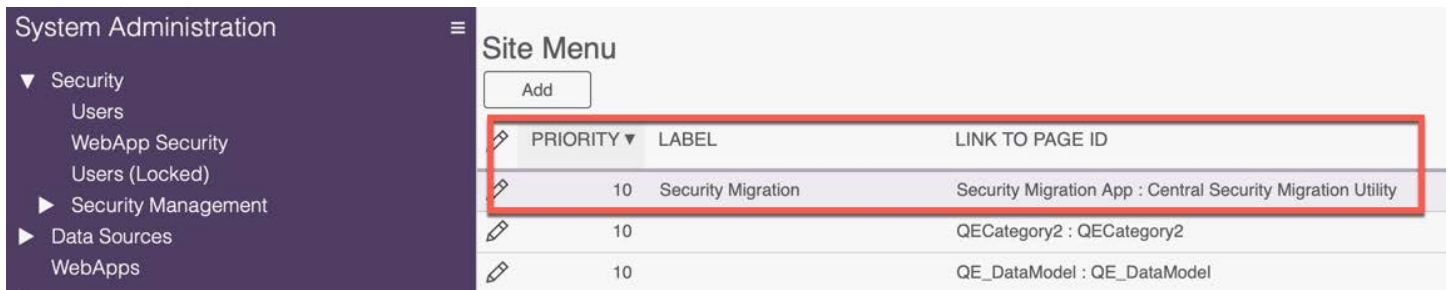 System Administration
▼ Security
Users
WebApp Security
Users (Locked)
▶ Security Management
▶ Data Sources
WebApps
Site Menu
Add
PRIORITY ▼ LABEL LINK TO PAGE ID
10 Security Migration Security Migration App : Central Security Migration Utility
10 QECategory2 : QECategory2
10 QE_DataModel : QE_DataModel